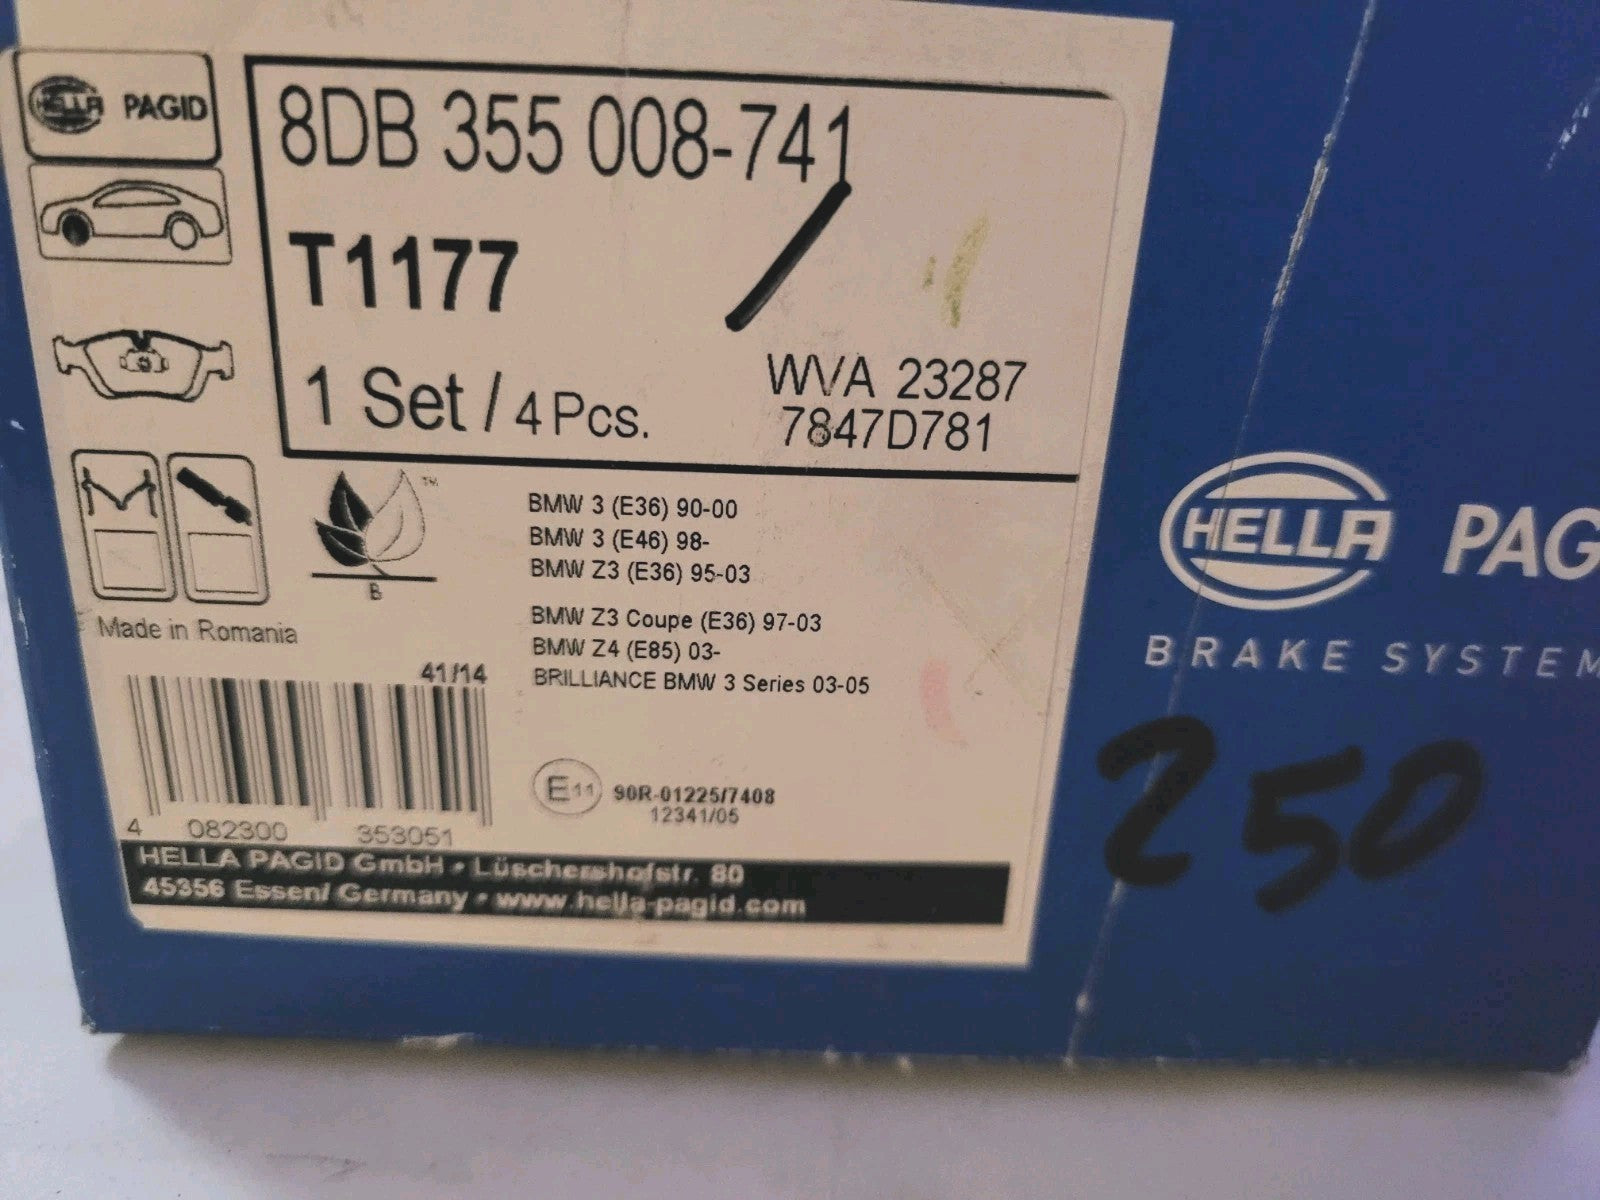 HELLA PAGID
8DB 355 008-741
T1177
1 Set / 4 Pcs.
WVA 23287
7847D781
TM
B
BMW 3 (E36) 90-00
BMW 3 (E46) 98-
BMW Z3 (E36) 95-03
BMW Z3 Coupe (E36) 97-03
BMW Z4 (E85) 03-
BRILLIANCE BMW 3 Series 03-05
Made in Romania
41/14
4 082300 353051
E11 90R-01225/7408
12341/05
HELLA PAGID GmbH • Lüschershofstr. 80
45356 Essen/ Germany • www.hella-pagid.com
HELLA PAG
BRAKE SYSTEM
250